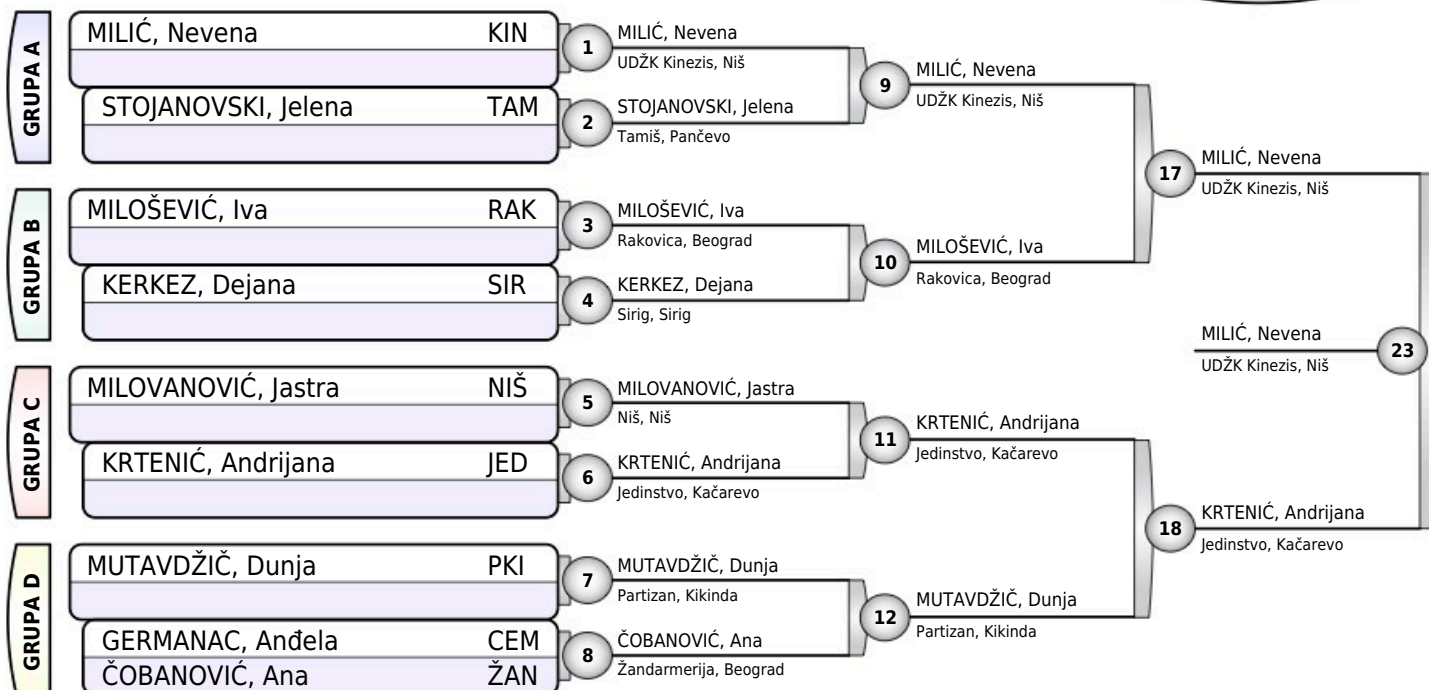 GRUPA A
MILIĆ, Nevena KIN
STOJANOVSKI, Jelena TAM
GRUPA B
MILOŠEVIĆ, Iva RAK
KERKEZ, Dejana SIR
GRUPA C
MILOVANOVIĆ, Jastra NIŠ
KRTENIĆ, Andrijana JED
GRUPA D
MUTAVDŽIČ, Dunja PKI
GERMANAC, Anđela CEM
ČOBANOVIĆ, Ana ŽAN
1
MILIĆ, Nevena
UDŽK Kinezis, Niš
2
STOJANOVSKI, Jelena
Tamiš, Pančevo
3
MILOŠEVIĆ, Iva
Rakovica, Beograd
4
KERKEZ, Dejana
Sirig, Sirig
5
MILOVANOVIĆ, Jastra
Niš, Niš
6
KRTENIĆ, Andrijana
Jedinstvo, Kačarevo
7
MUTAVDŽIČ, Dunja
Partizan, Kikinda
8
ČOBANOVIĆ, Ana
Žandarmerija, Beograd
9
MILIĆ, Nevena
UDŽK Kinezis, Niš
10
MILOŠEVIĆ, Iva
Rakovica, Beograd
11
KRTENIĆ, Andrijana
Jedinstvo, Kačarevo
12
MUTAVDŽIČ, Dunja
Partizan, Kikinda
17
MILIĆ, Nevena
UDŽK Kinezis, Niš
18
KRTENIĆ, Andrijana
Jedinstvo, Kačarevo
MILIĆ, Nevena
UDŽK Kinezis, Niš
23